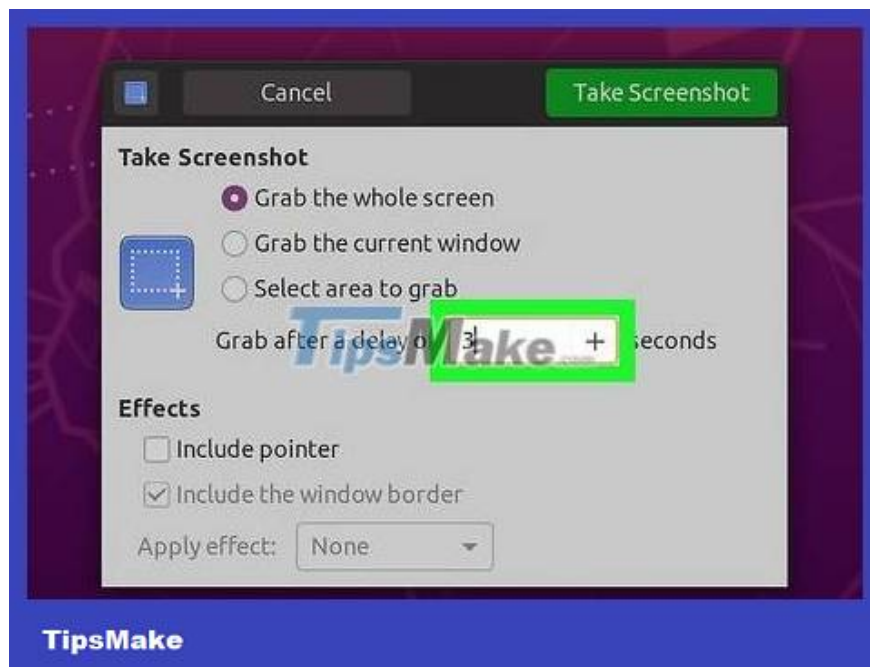 Cancel Take Screenshot
Take Screenshot
Grab the whole screen
Grab the current window
Select area to grab
Grab after a delay o 3 + seconds
TipsMake.com
Effects
Include pointer
Include the window border
Apply effect: None
TipsMake